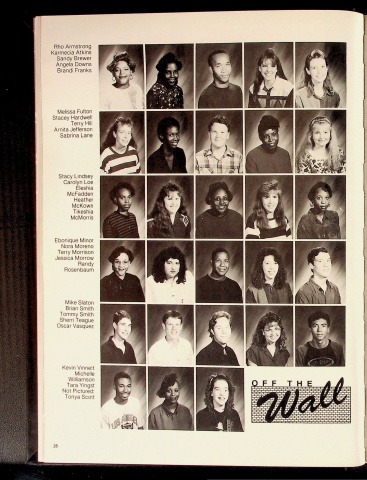 Rho Armstrong
Karmecia Atkins
Sandy Brewer
Angela Downs
Brandi Franks
Melissa Fulton
Stacey Hardwell
Terry Hill
Arnita Jefferson
Sabrina Lane
Stacy Lindsey
Carolyn Loe
Eleshia
McFadden
Heather
McKown
Tikeshia
McMorris
Ebonique Minor
Nora Moreno
Terry Morrison
Jessica Morrow
Randy
Rosenbaum
Mike Slaton
Brian Smith
Tommy Smith
Sherri Teague
Oscar Vasquez
Kevin Vinnett
Michelle
Williamson
Tara Yingst
Not Pictured:
Tonya Scott
OFF THE
Wall
28